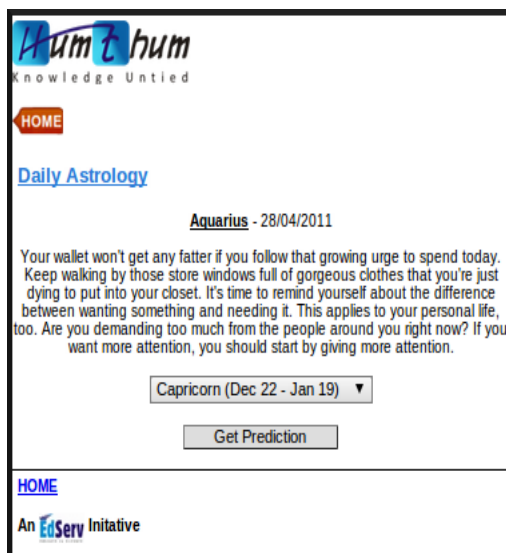 HumThum
Knowledge Untied
HOME
Daily Astrology
Aquarius - 28/04/2011
Your wallet won't get any fatter if you follow that growing urge to spend today.
Keep walking by those store windows full of gorgeous clothes that you're just
dying to put into your closet. It's time to remind yourself about the difference
between wanting something and needing it. This applies to your personal life,
too. Are you demanding too much from the people around you right now? If you
want more attention, you should start by giving more attention.
Capricorn (Dec 22 - Jan 19) ▼
Get Prediction
HOME
An EdServ Initative